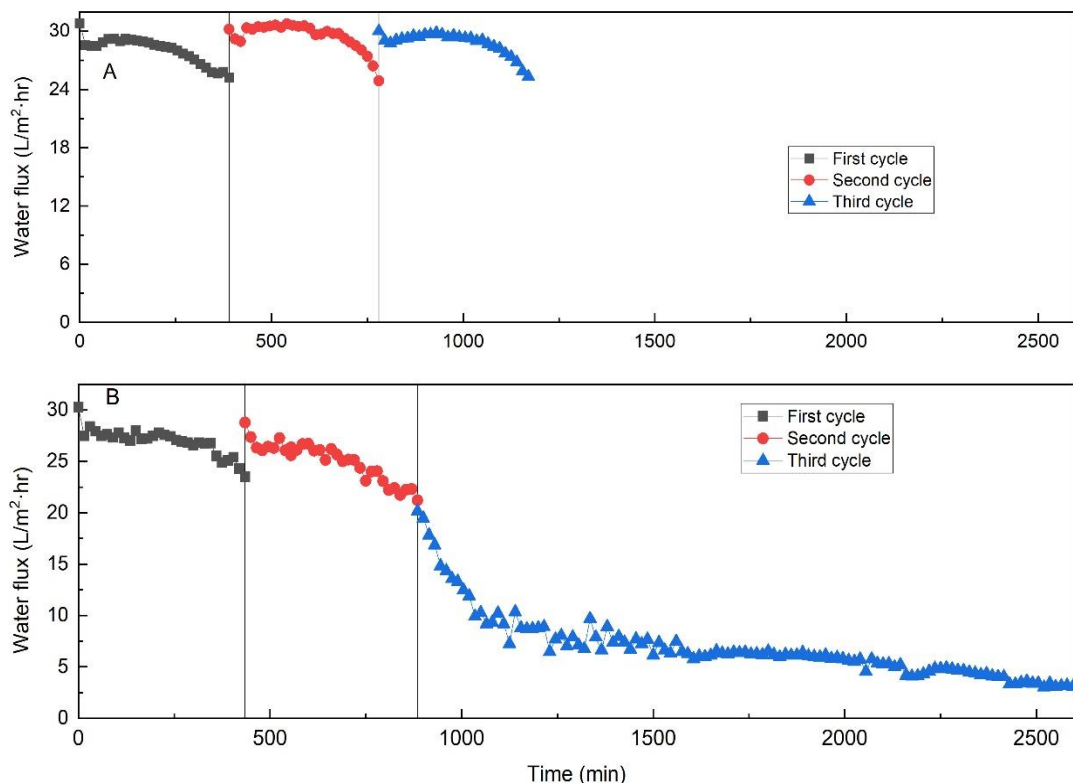 A
Water flux (L/m²·hr)
30
24
18
12
6
0
First cycle
Second cycle
Third cycle
0 500 1000 1500 2000 2500
B
Water flux (L/m²·hr)
30
25
20
15
10
5
0
First cycle
Second cycle
Third cycle
0 500 1000 1500 2000 2500
Time (min)